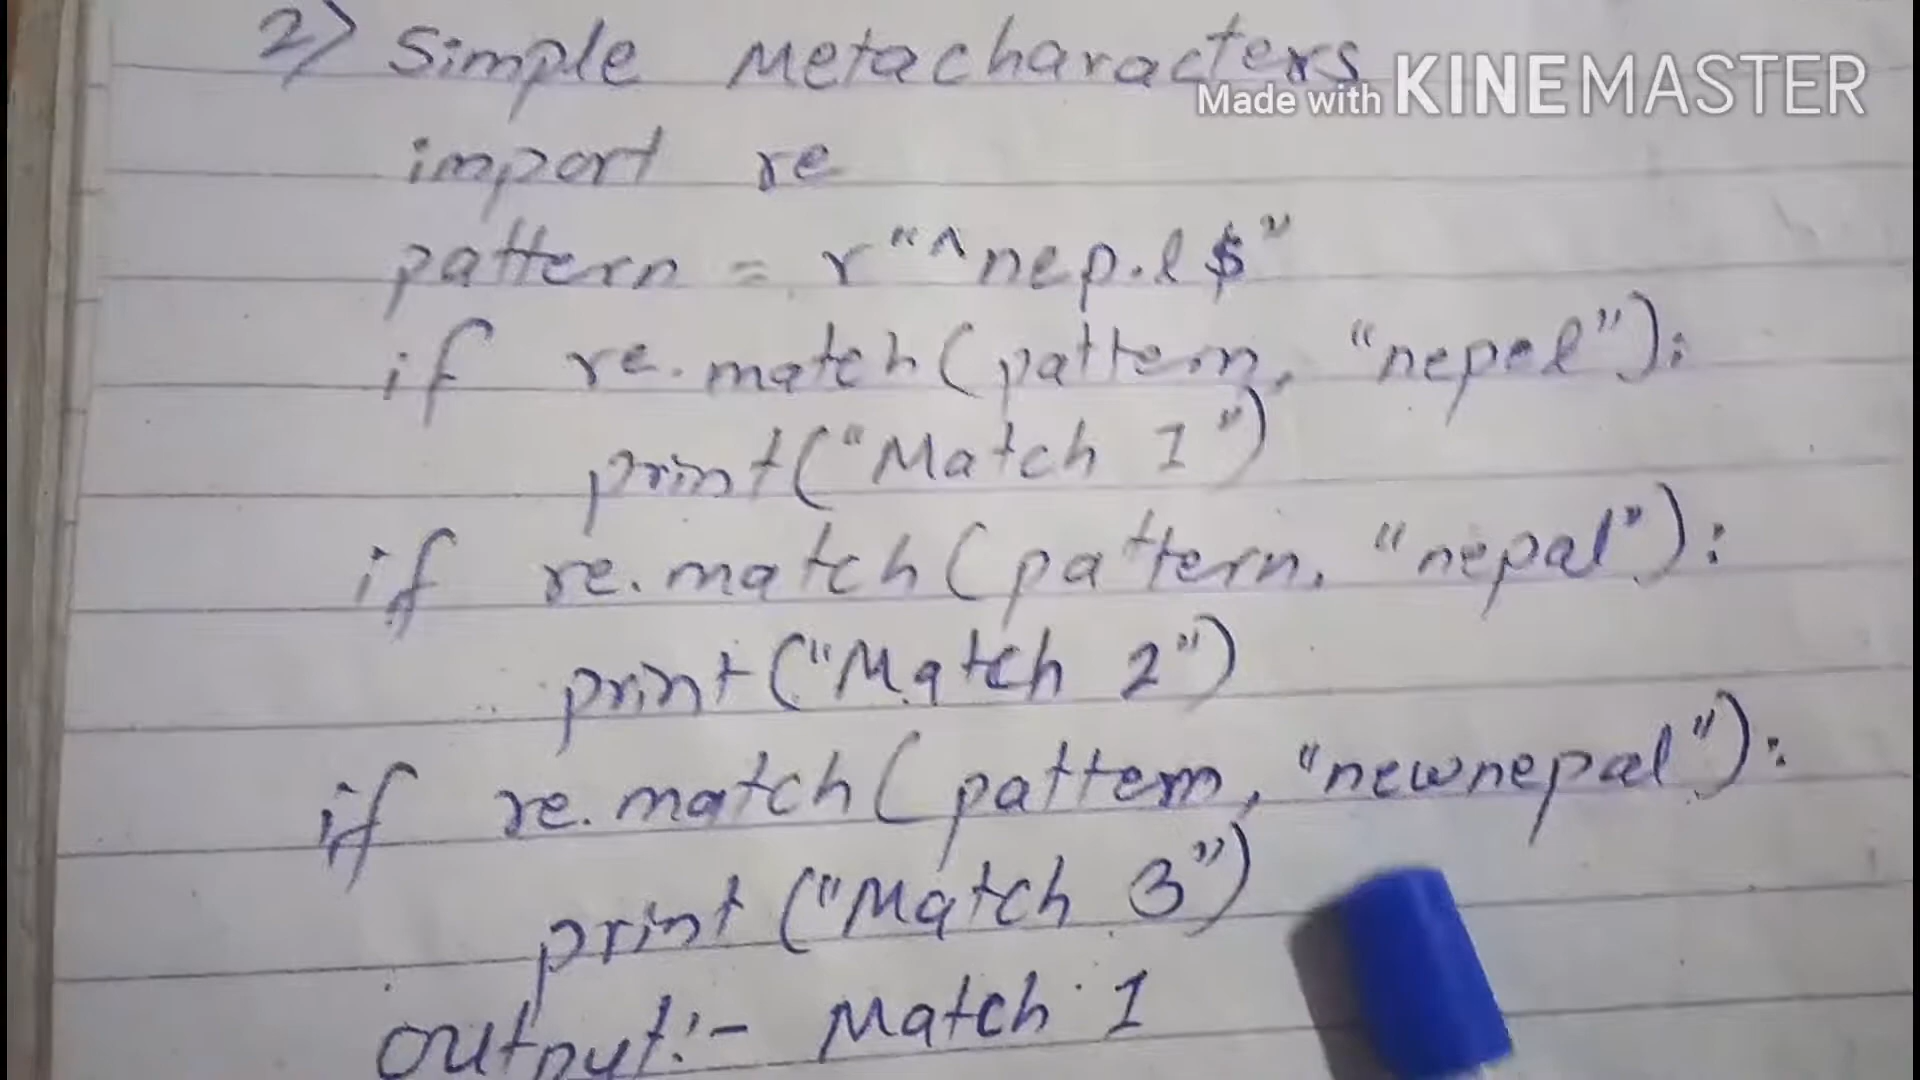 2) Simple Metacharacters
Made with KINEMASTER
import re
pattern = r"^nep.l$"
if re.match(pattern, "nepel"):
print("Match 1")
if re.match(pattern, "nepal"):
print("Match 2")
if re.match(pattern, "newnepal"):
print("Match 3")
output:- Match 1